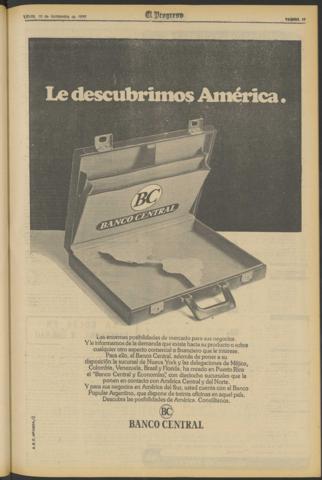 El Progreso
Le descubrimos América.
BC
BANCO CENTRAL
Las enormes posibilidades de mercado para sus negocios.
Y le informamos de la demanda que existe hacia su producto o sobre
cualquier otro aspecto comercial o financiero que le interese.
Para ello, el Banco Central, además de poner a su
disposición la sucursal de Nueva York y las delegaciones de Méjico,
Colombia, Venezuela, Brasil y Florida, ha creado en Puerto Rico
el "Banco Central y Economías", con dieciocho sucursales que la
ponen en contacto con América Central y del Norte.
Y para sus negocios en América del Sur, usted cuenta con el Banco
Popular Argentino, que dispone de treinta oficinas en aquel país.
Descubra las posibilidades de América. Consúltenos.
BC
BANCO CENTRAL